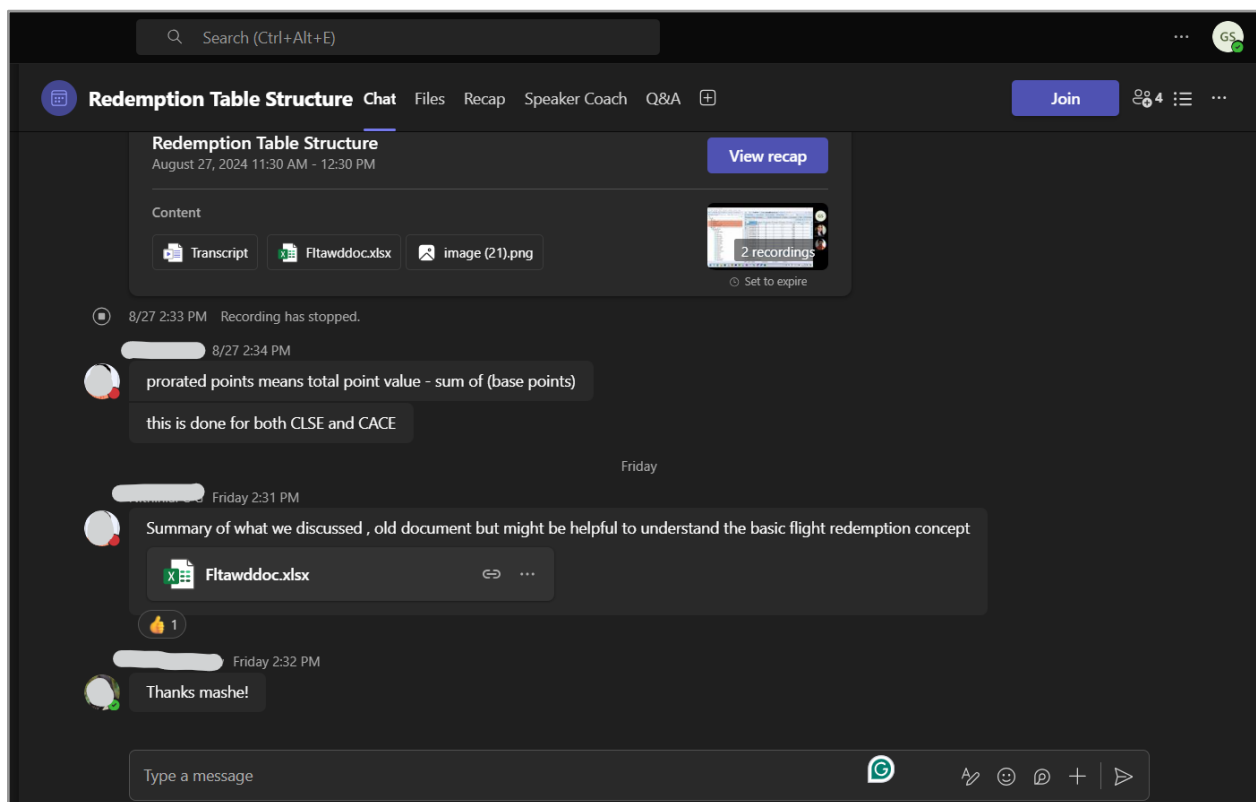 Search (Ctrl+Alt+E)
GS
Redemption Table Structure Chat Files Recap Speaker Coach Q&A Join 4
Redemption Table Structure
August 27, 2024 11:30 AM - 12:30 PM
View recap
Content
Transcript Fltawddoc.xlsx image (21).png
2 recordings
Set to expire
8/27 2:33 PM Recording has stopped.
8/27 2:34 PM
prorated points means total point value - sum of (base points)
this is done for both CLSE and CACE
Friday
Friday 2:31 PM
Summary of what we discussed , old document but might be helpful to understand the basic flight redemption concept
Fltawddoc.xlsx
1
Friday 2:32 PM
Thanks mashe!
Type a message